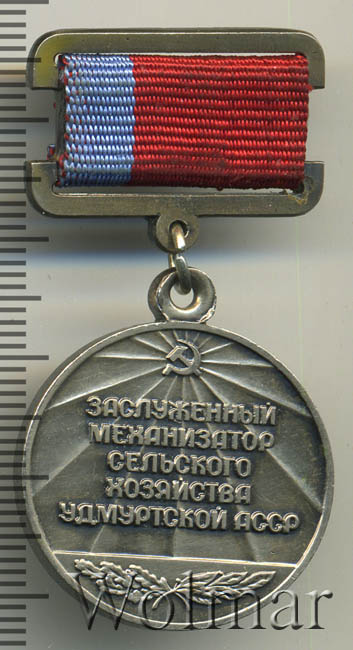 ЗАСЛУЖЕННЫЙ
МЕХАНИЗАТОР
СЕЛЬСКОГО
ХОЗЯЙСТВА
УДМУРТСКОЙ АССР
Wolmar